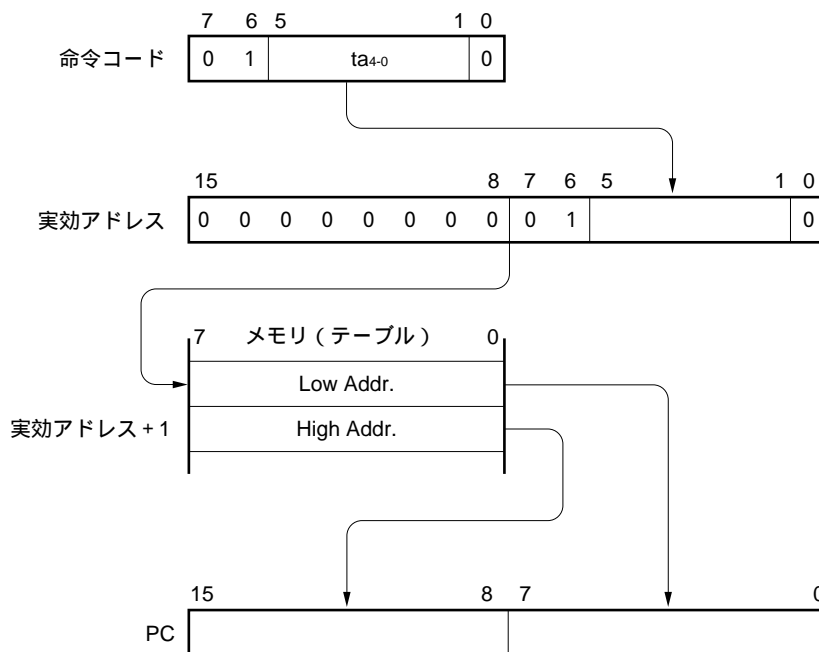 7 6 5 1 0
命令コード 0 1 ta4-0 0
15 8 7 6 5 1 0
実効アドレス 0 0 0 0 0 0 0 0 0 1 0
7 メモリ（テーブル） 0
Low Addr.
実効アドレス+1 High Addr.
15 8 7 0
PC